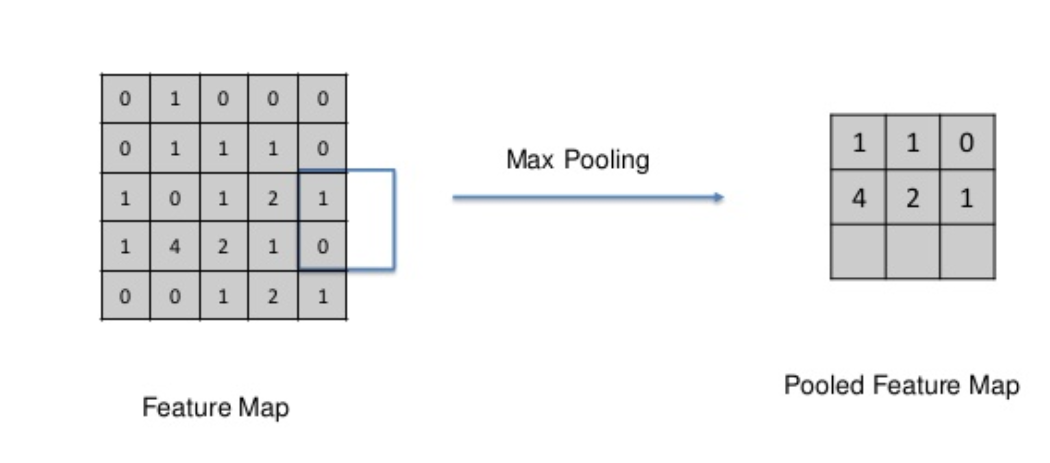 0 1 0 0 0
0 1 1 1 0
1 0 1 2 1
1 4 2 1 0
0 0 1 2 1
Feature Map
Max Pooling
1 1 0
4 2 1
Pooled Feature Map